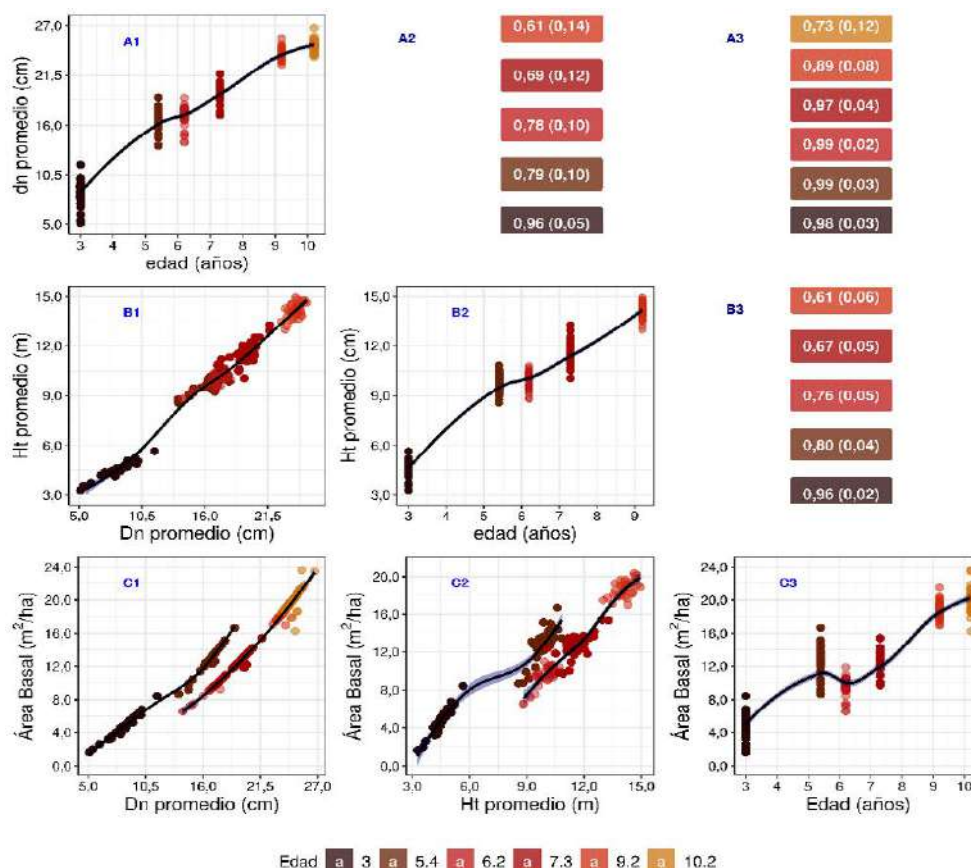 27,0
21,5
16,0
10,5
5,0
dn promedio (cm)
A1
3 4 5 6 7 8 9 10
edad (años)
A2
0,61 (0,14)
0,69 (0,12)
0,78 (0,10)
0,79 (0,10)
0,96 (0,05)
A3
0,73 (0,12)
0,89 (0,08)
0,97 (0,04)
0,99 (0,02)
0,99 (0,03)
0,98 (0,03)
15,0
12,0
9,0
6,0
3,0
Ht promedio (m)
B1
5,0 10,5 16,0 21,5
Dn promedio (cm)
15,0
12,0
9,0
6,0
3,0
Ht promedio (cm)
B2
3 4 5 6 7 8 9
edad (años)
B3
0,61 (0,06)
0,67 (0,05)
0,76 (0,05)
0,80 (0,04)
0,96 (0,02)
24,0
20,0
16,0
12,0
8,0
4,0
0,0
Área Basal (m²/ha)
C1
5,0 10,5 16,0 21,5 27,0
Dn promedio (cm)
20,0
16,0
12,0
8,0
4,0
0,0
Área Basal (m²/ha)
C2
3,0 6,0 9,0 12,0 15,0
Ht promedio (m)
24,0
20,0
16,0
12,0
8,0
4,0
0,0
Área Basal (m²/ha)
C3
3 4 5 6 7 8 9 10
Edad (años)
Edad a 3 a 5.4 a 6.2 a 7.3 a 9.2 a 10.2